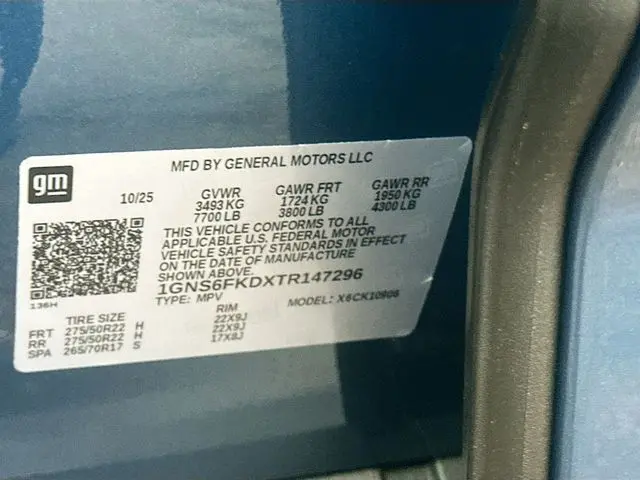 gm
MFD BY GENERAL MOTORS LLC
10/25 GVWR GAWR FRT GAWR RR
3493 KG 1724 KG 1950 KG
7700 LB 3800 LB 4300 LB
THIS VEHICLE CONFORMS TO ALL
APPLICABLE U.S. FEDERAL MOTOR
VEHICLE SAFETY STANDARDS IN EFFECT
ON THE DATE OF MANUFACTURE
SHOWN ABOVE.
1GNS6FKDXTR147296
136H
TYPE: MPV MODEL: X6CK10906
TIRE SIZE RIM
FRT 275/50R22 H 22X9J
RR 275/50R22 H 22X9J
SPA 265/70R17 S 17X8J